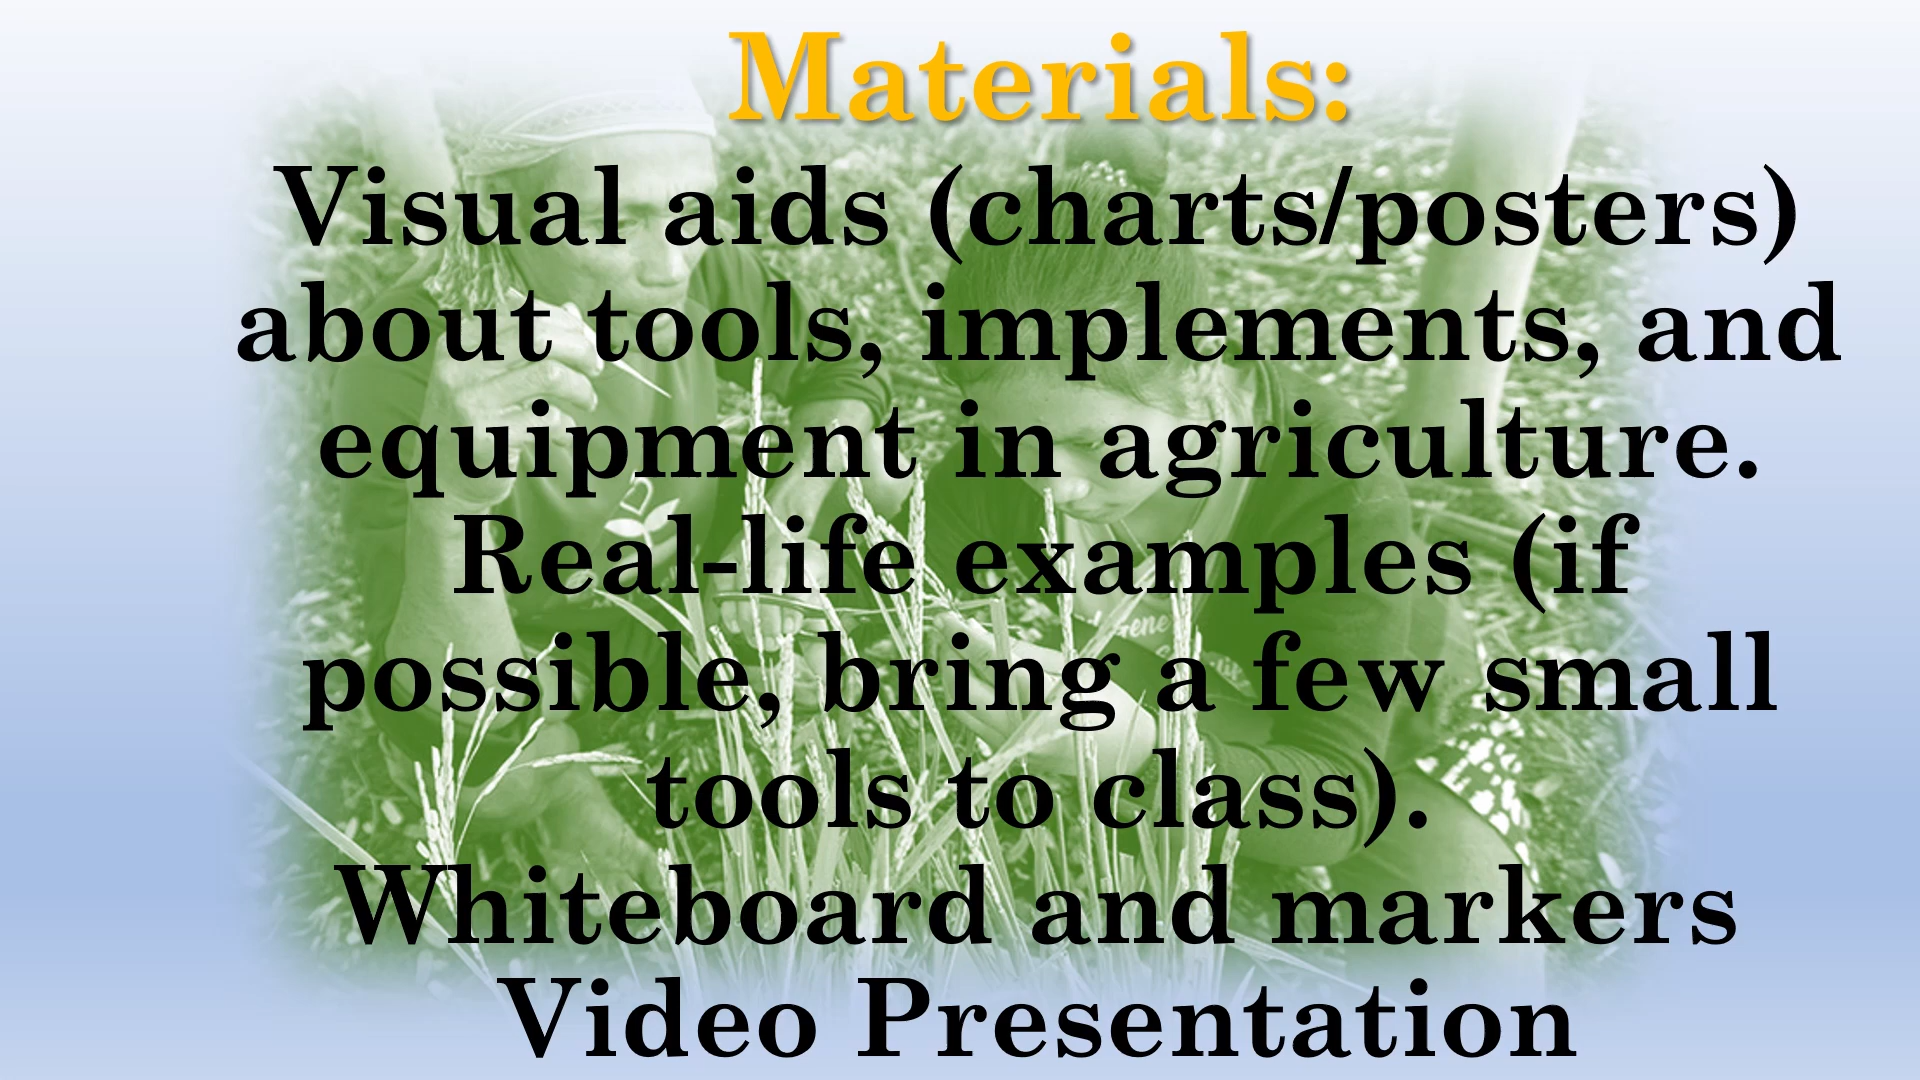 Materials:
Visual aids (charts/posters)
about tools, implements, and
equipment in agriculture.
Real-life examples (if
possible, bring a few small
tools to class).
Whiteboard and markers
Video Presentation